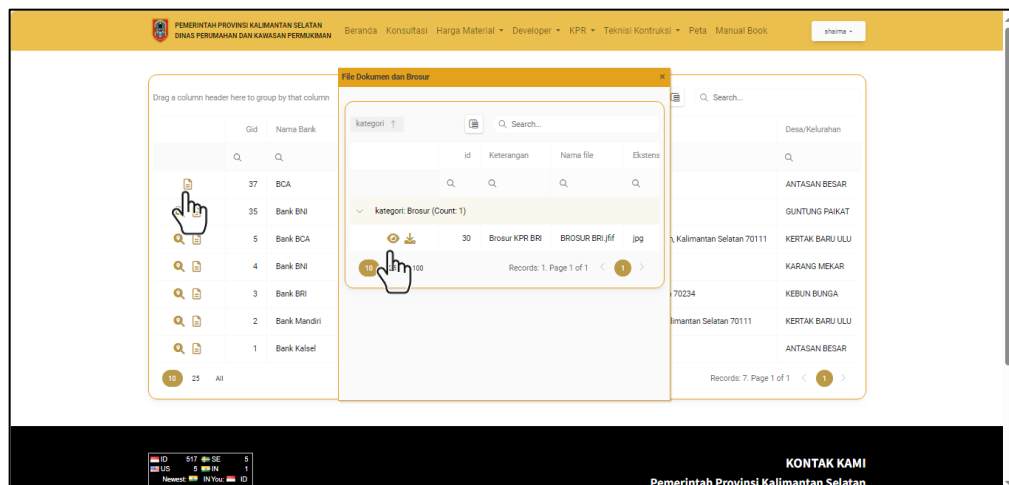 PEMERINTAH PROVINSI KALIMANTAN SELATAN
DINAS PERUMAHAN DAN KAWASAN PERMUKIMAN
Beranda Konsultasi Harga Material Developer KPR Teknisi Kontruksi Peta Manual Book
shaima
File Dokumen dan Brosur ×
Drag a column header here to group by that column
Search...
kategori ↑
Search...
Gid Nama Bank
Desa/Kelurahan
id Keterangan Nama file Ekstens
37 BCA
ANTASAN BESAR
kategori: Brosur (Count: 1)
35 Bank BNI
GUNTUNG PAIKAT
30 Brosur KPR BRI BROSUR BRI.jfif jpg
5 Bank BCA
, Kalimantan Selatan 70111 KERTAK BARU ULU
10 100 Records: 1. Page 1 of 1 < 1 >
4 Bank BNI
KARANG MEKAR
3 Bank BRI
70234 KEBUN BUNGA
2 Bank Mandiri
limantan Selatan 70111 KERTAK BARU ULU
1 Bank Kalsel
ANTASAN BESAR
10 25 All
Records: 7. Page 1 of 1 < 1 >
ID 517 SE 5
US 5 IN 1
Newest: IN You: ID
KONTAK KAMI
Pemerintah Provinsi Kalimantan Selatan